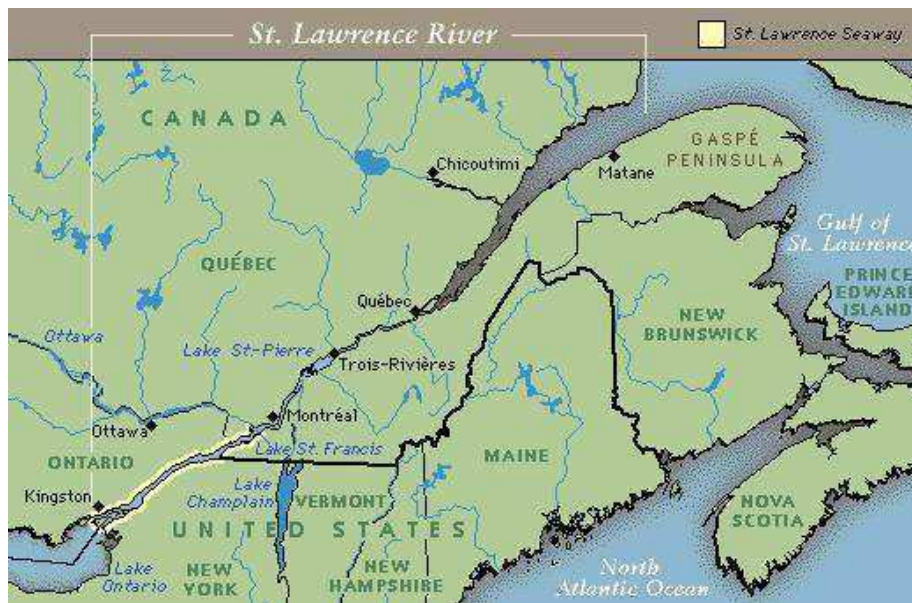 St. Lawrence River
St. Lawrence Seaway
CANADA
GASPÉ
PENINSULA
Chicoutimi
Matane
Gulf of
St. Lawrence
QUÉBEC
PRINCE
EDWARD
ISLAND
Québec
NEW
BRUNSWICK
Ottawa
Lake St-Pierre
Trois-Rivières
Montréal
Ottawa
Lake St. Francis
ONTARIO
MAINE
Kingston
Lake
Champlain
VERMONT
NOVA
SCOTIA
UNITED STATES
Lake
Ontario
NEW
YORK
NEW
HAMPSHIRE
North
Atlantic Ocean